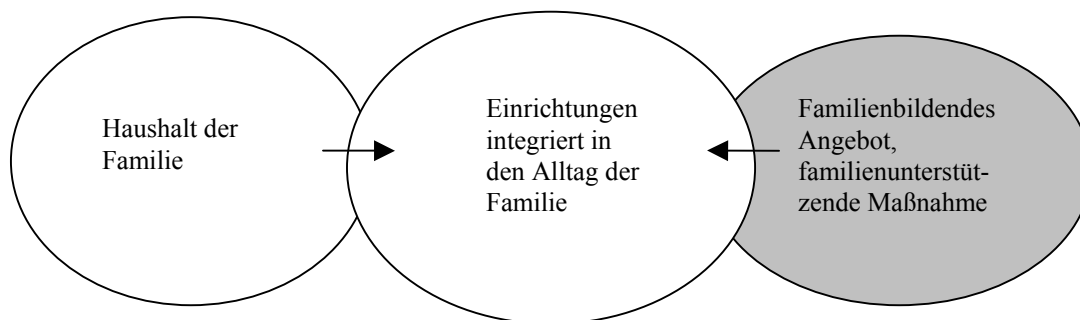 Haushalt der
Familie
Einrichtungen
integriert in
den Alltag der
Familie
Familienbildendes
Angebot,
familienunterstüt-
zende Maßnahme